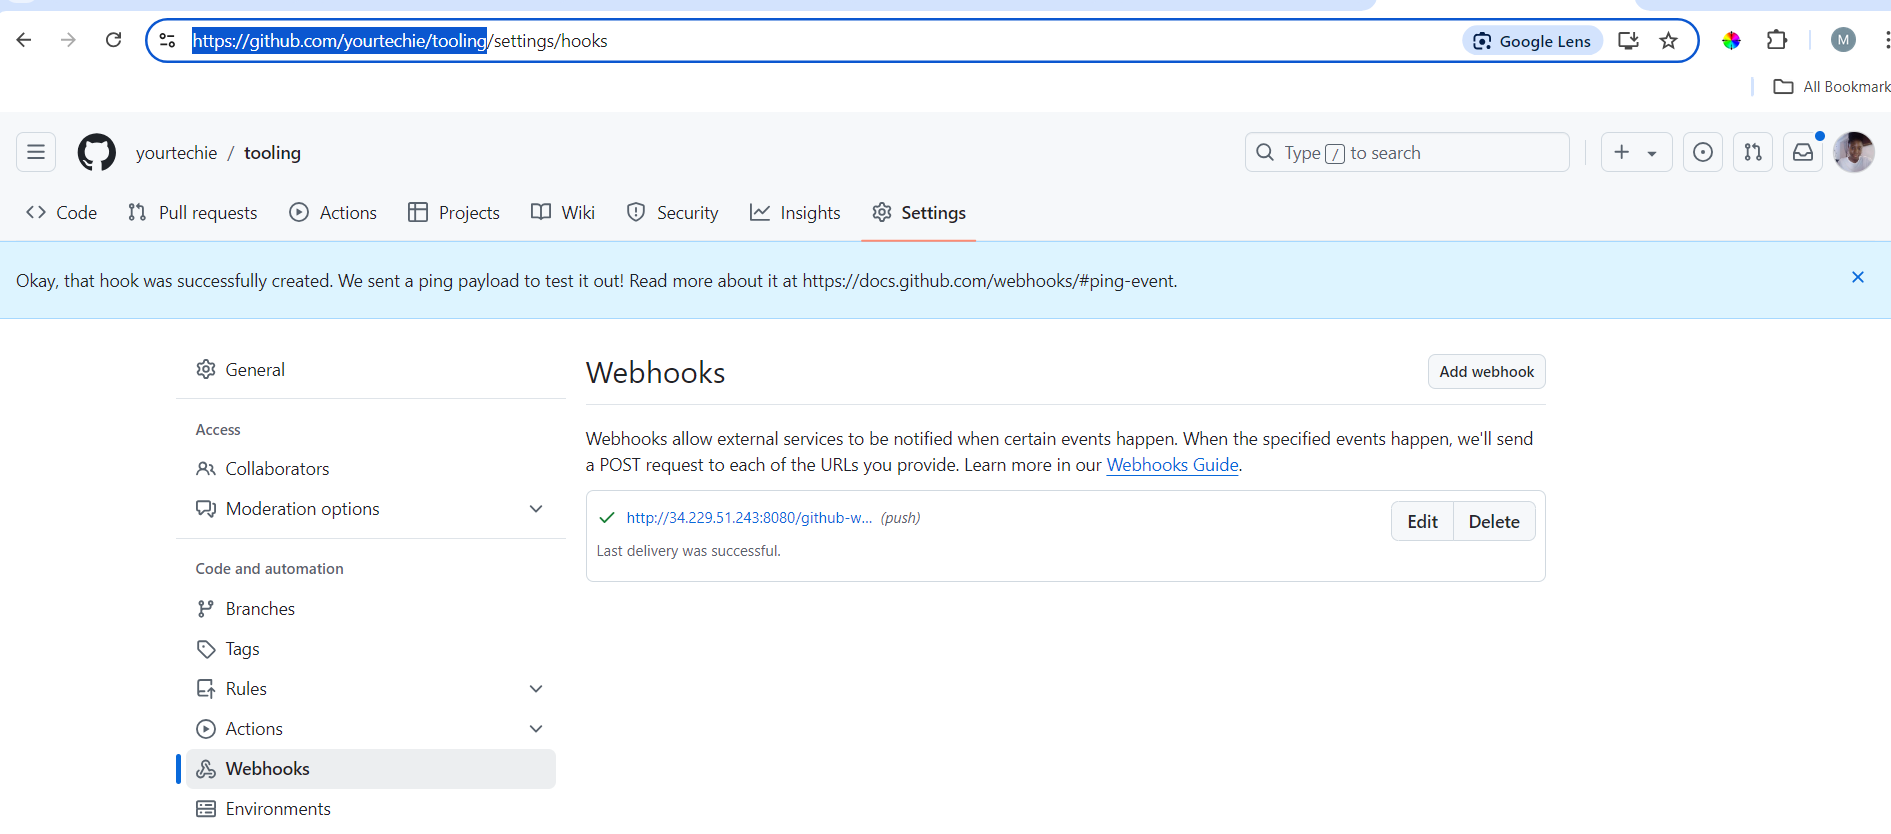 https://github.com/yourtechie/tooling/settings/hooks
Google Lens
M
All Bookmark
yourtechie / tooling
Type / to search
Code
Pull requests
Actions
Projects
Wiki
Security
Insights
Settings
Okay, that hook was successfully created. We sent a ping payload to test it out! Read more about it at https://docs.github.com/webhooks/#ping-event.
General
Access
Collaborators
Moderation options
Code and automation
Branches
Tags
Rules
Actions
Webhooks
Environments
Webhooks
Add webhook
Webhooks allow external services to be notified when certain events happen. When the specified events happen, we'll send
a POST request to each of the URLs you provide. Learn more in our Webhooks Guide.
http://34.229.51.243:8080/github-w... (push)
Edit
Delete
Last delivery was successful.